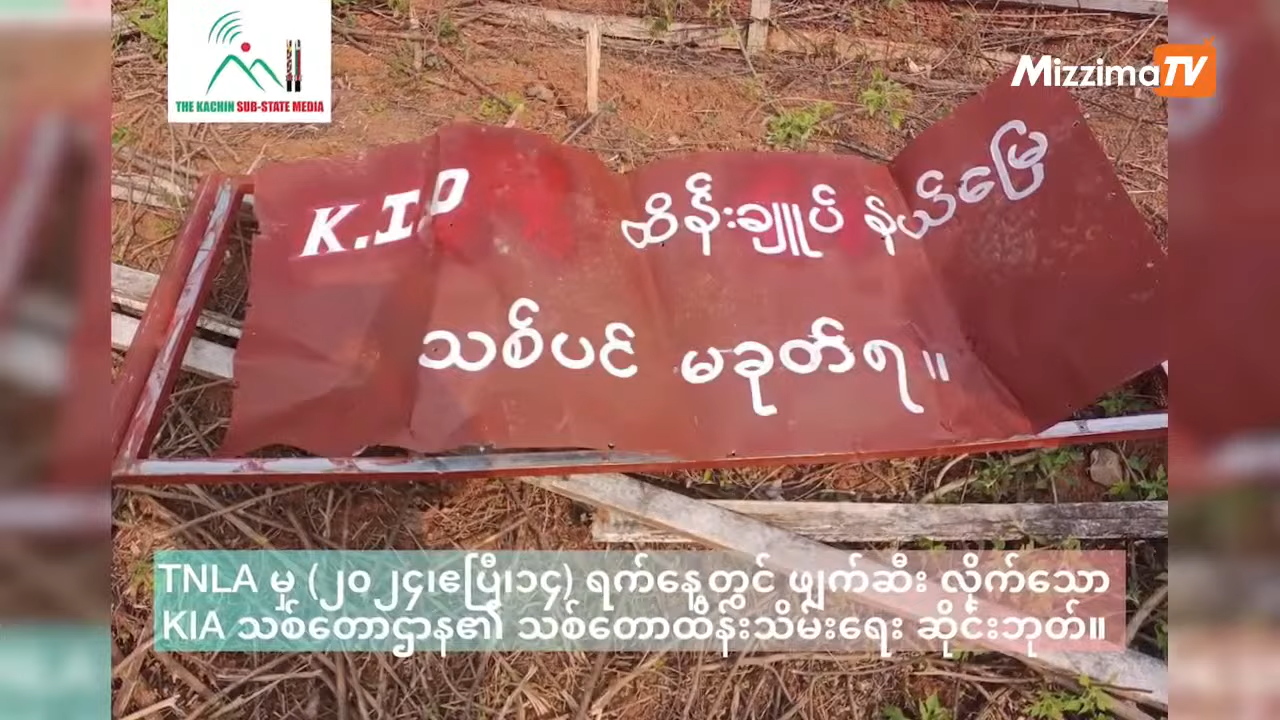 THE KACHIN SUB-STATE MEDIA
MizzimaTV
K.I.O ထိန်းချုပ် နယ်မြေ
သစ်ပင် မခုတ်ရ။
TNLA မှ (၂၀၂၄၊ဧပြီ၊၁၄) ရက်နေ့တွင် ဖျက်ဆီး လိုက်သော
KIA သစ်တောဌာန၏ သစ်တောထိန်းသိမ်းရေး ဆိုင်းဘုတ်။